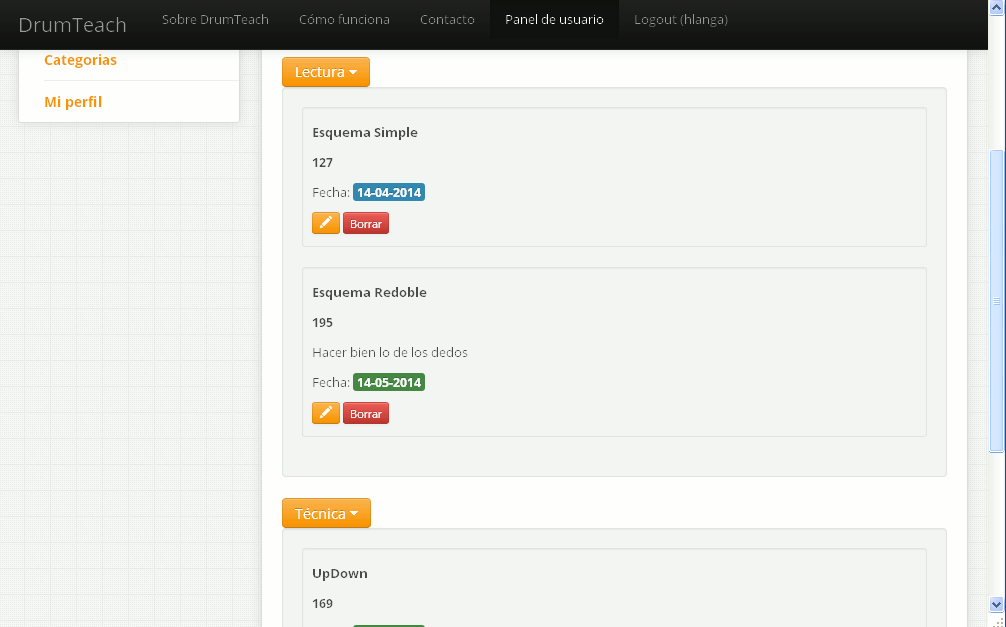 DrumTeach Sobre DrumTeach Cómo funciona Contacto Panel de usuario Logout (hlanga)
Categorias
Mi perfil
Lectura
Esquema Simple
127
Fecha: 14-04-2014
Borrar
Esquema Redoble
195
Hacer bien lo de los dedos
Fecha: 14-05-2014
Borrar
Técnica
UpDown
169